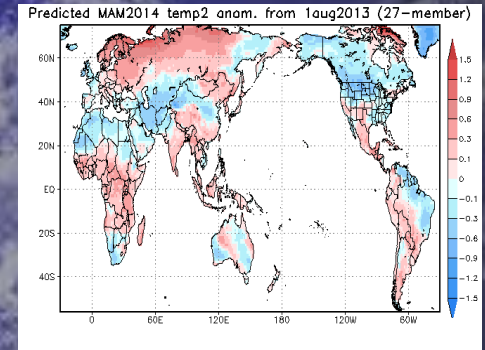 Predicted MAM2014 temp2 anom. from 1aug2013 (27-member)
60N
40N
20N
EQ
20S
40S
0
60E
120E
180
120W
60W
1.5
1.2
0.9
0.6
0.3
0.1
-0.1
-0.3
-0.6
-0.9
-1.2
-1.5